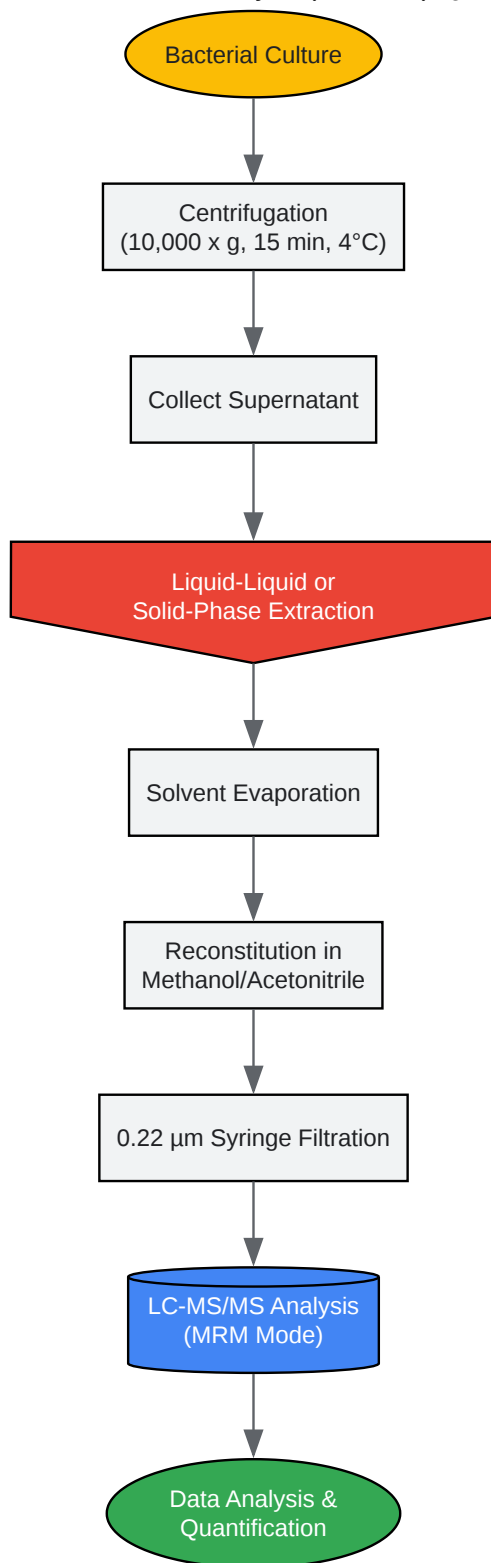 Bacterial Culture
Centrifugation
(10,000 x g, 15 min, 4°C)
Collect Supernatant
Liquid-Liquid or
Solid-Phase Extraction
Solvent Evaporation
Reconstitution in
Methanol/Acetonitrile
0.22 µm Syringe Filtration
LC-MS/MS Analysis
(MRM Mode)
Data Analysis &
Quantification